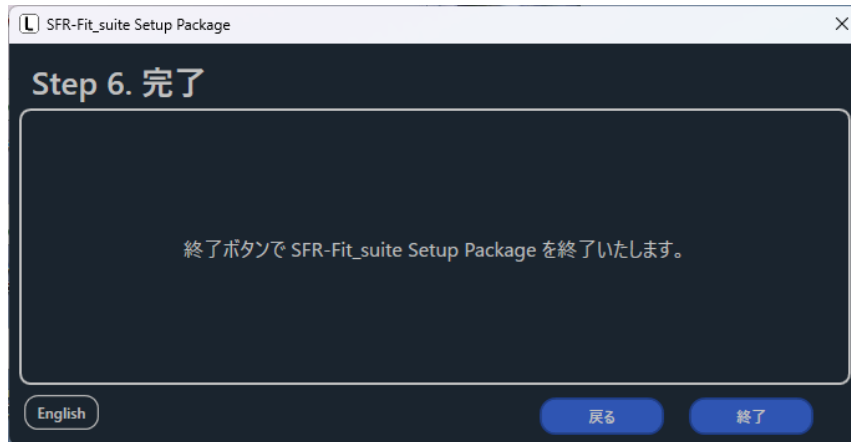 L SFR-Fit_suite Setup Package
Step 6. 完了
終了ボタンで SFR-Fit_suite Setup Package を終了いたします。
English
戻る
終了